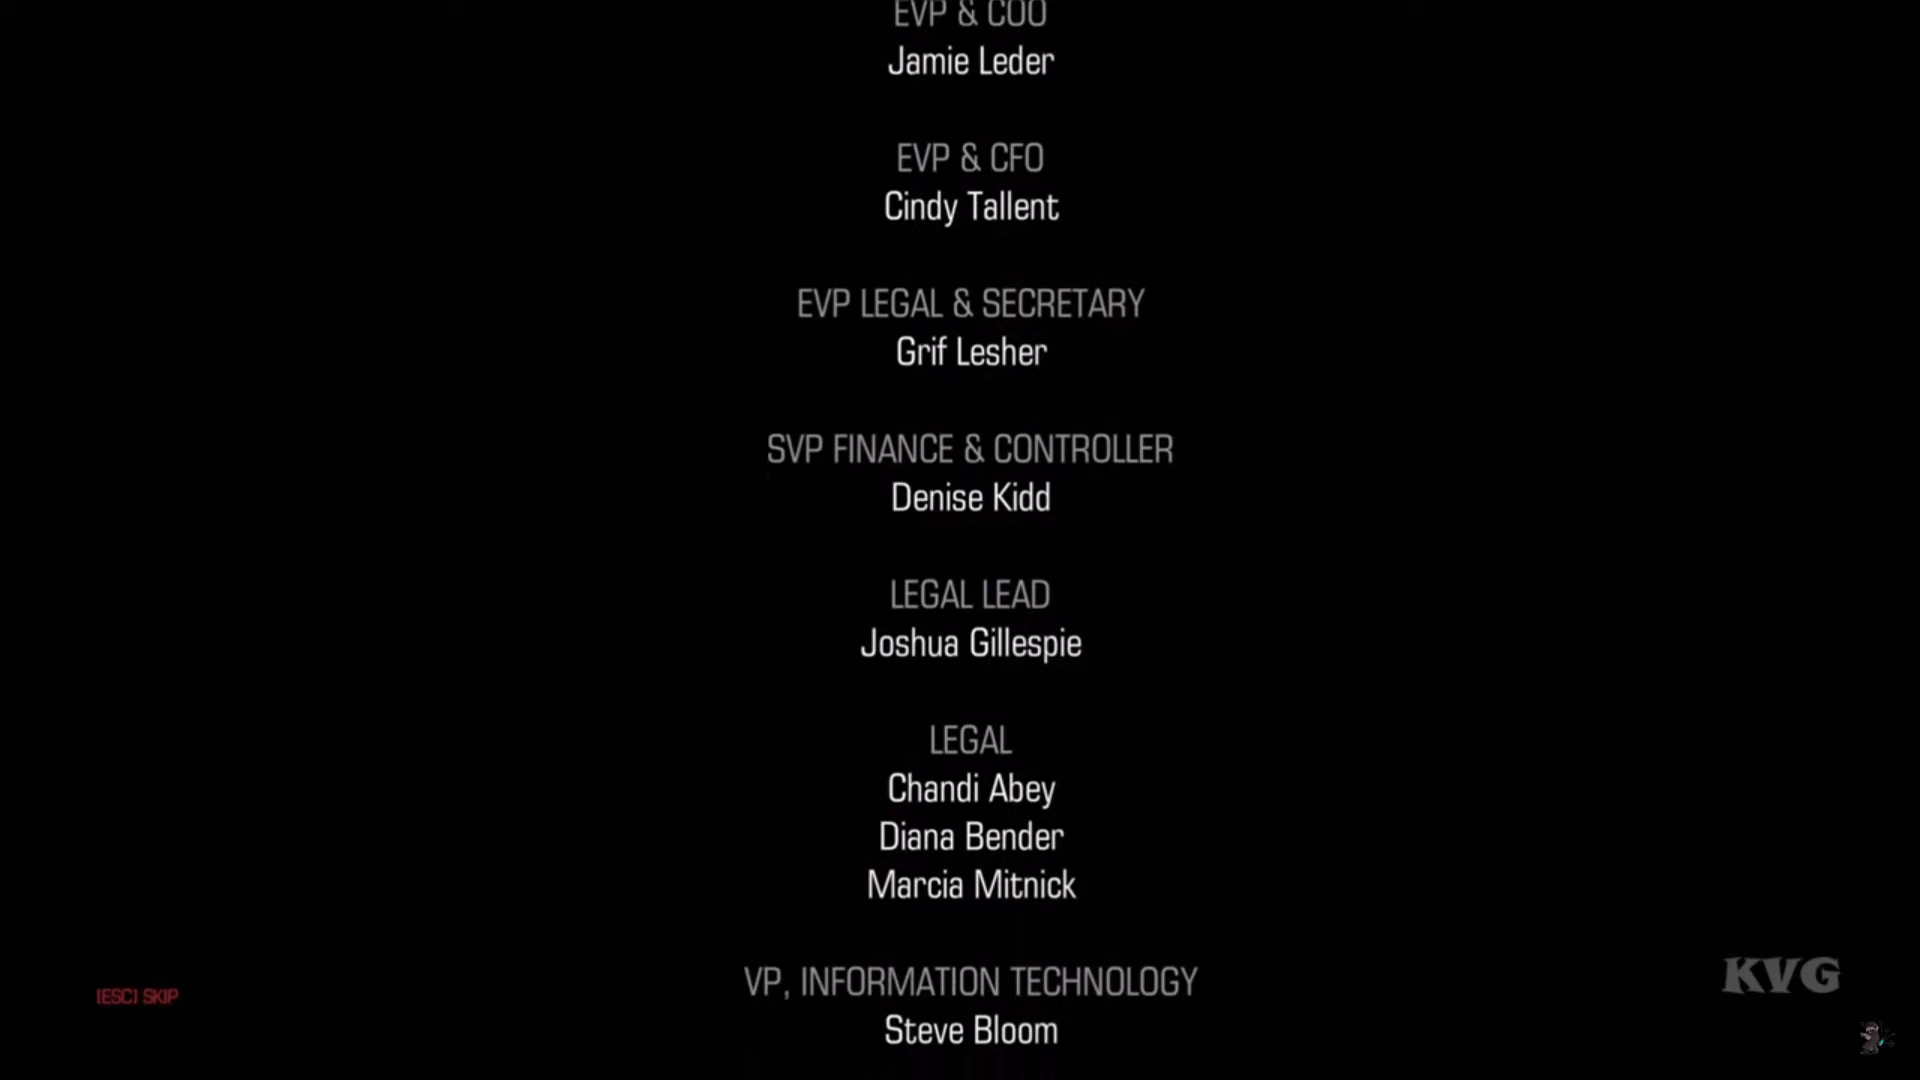 EVP & COO
Jamie Leder
EVP & CFO
Cindy Tallent
EVP LEGAL & SECRETARY
Grif Lesher
SVP FINANCE & CONTROLLER
Denise Kidd
LEGAL LEAD
Joshua Gillespie
LEGAL
Chandi Abey
Diana Bender
Marcia Mitnick
VP, INFORMATION TECHNOLOGY
Steve Bloom
[ESC] SKIP
KVG